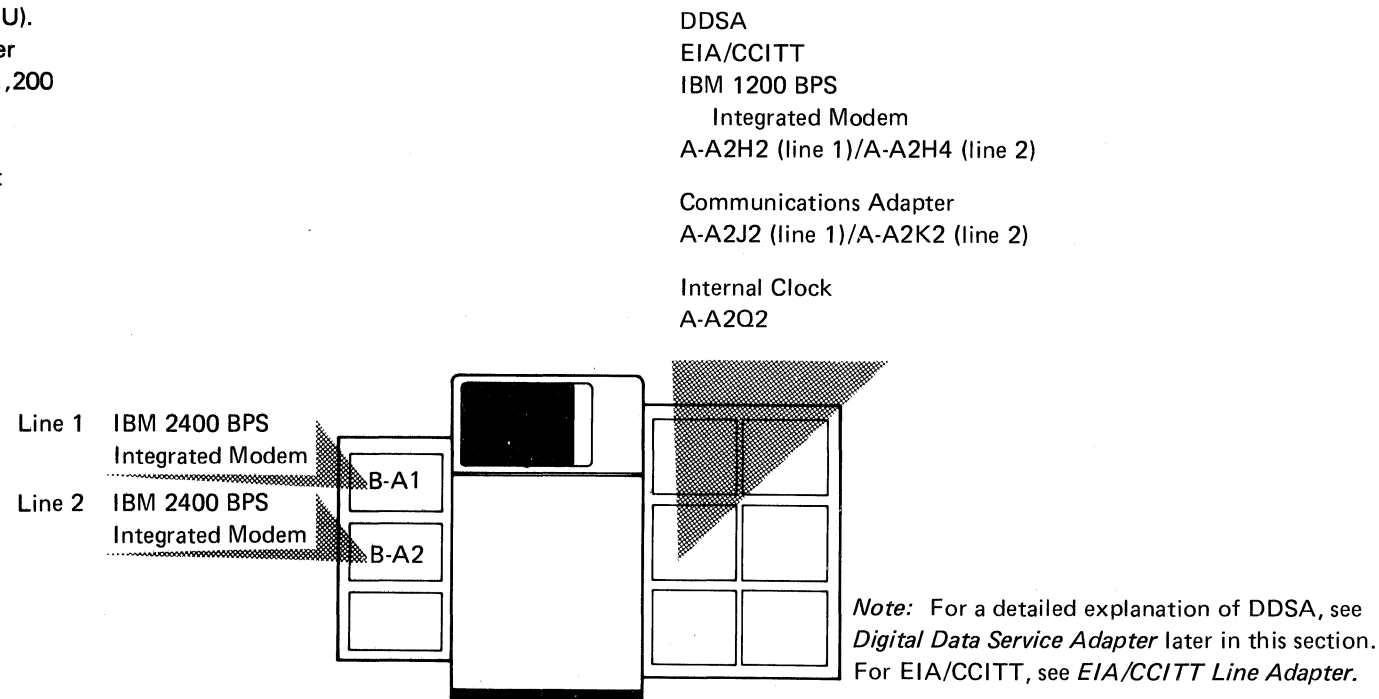 U).
er
,200
DDSA
EIA/CCITT
IBM 1200 BPS
Integrated Modem
A-A2H2 (line 1)/A-A2H4 (line 2)
Communications Adapter
A-A2J2 (line 1)/A-A2K2 (line 2)
Internal Clock
A-A2Q2
Line 1 IBM 2400 BPS
Integrated Modem
B-A1
Line 2 IBM 2400 BPS
Integrated Modem
B-A2
Note: For a detailed explanation of DDSA, see
Digital Data Service Adapter later in this section.
For EIA/CCITT, see EIA/CCITT Line Adapter.